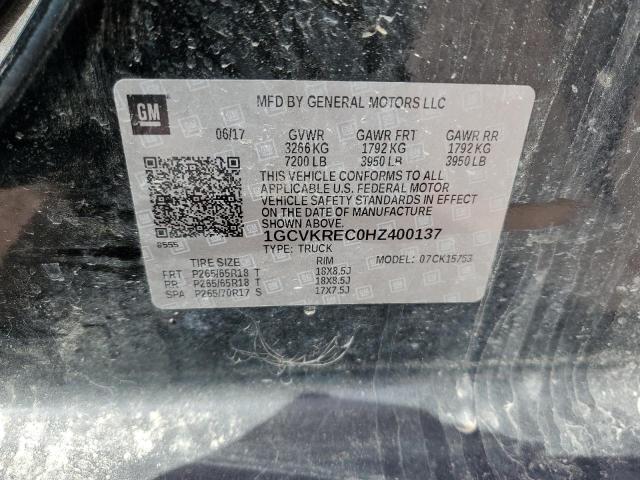 GM
MFD BY GENERAL MOTORS LLC
06/17 GVWR GAWR FRT GAWR RR
3266 KG 1792 KG 1792 KG
7200 LB 3950 LB 3950 LB
THIS VEHICLE CONFORMS TO ALL
APPLICABLE U.S. FEDERAL MOTOR
VEHICLE SAFETY STANDARDS IN EFFECT
ON THE DATE OF MANUFACTURE
SHOWN ABOVE.
1GCVKREC0HZ400137
8555
TYPE: TRUCK MODEL: 07CK15753
TIRE SIZE RIM
FRT P265/65R18 T 18X8.5J
RR P265/65R18 T 18X8.5J
SPA P265/70R17 S 17X7.5J